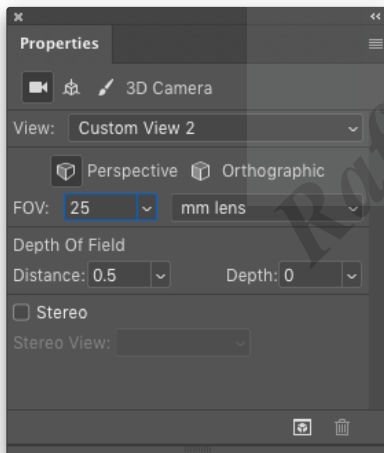 Properties
3D Camera
View: Custom View 2
Perspective Orthographic
FOV: 25 mm lens
Depth Of Field
Distance: 0.5 Depth: 0
Stereo
Stereo View: